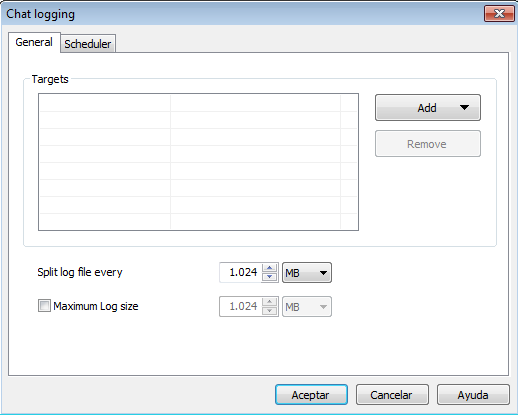 Chat logging
General
Scheduler
Targets
Add
Remove
Split log file every
1.024
MB
Maximum Log size
1.024
MB
Aceptar
Cancelar
Ayuda